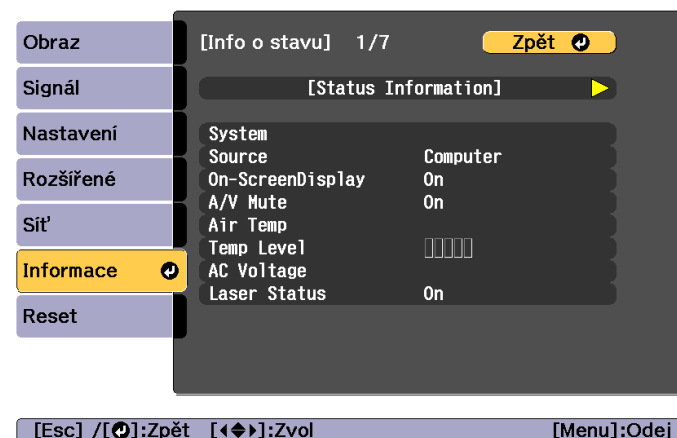 Obraz
Signál
Nastavení
Rozšířené
Síť
Informace
Reset
[Info o stavu] 1/7
Zpět
[Status Information]
System
Source Computer
On-ScreenDisplay On
A/V Mute On
Air Temp
Temp Level
AC Voltage
Laser Status On
[Esc] /[ ]:Zpět [ ]:Zvol [Menu]:Odej